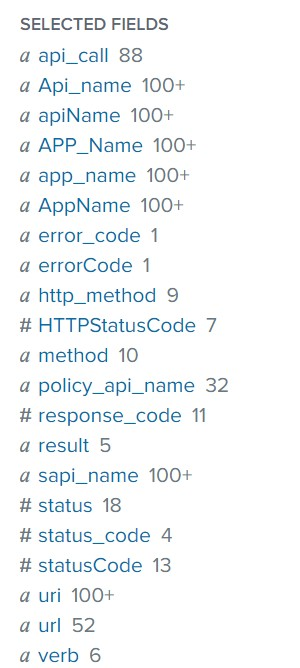 SELECTED FIELDS
a api_call 88
a Api_name 100+
a apiName 100+
a APP_Name 100+
a app_name 100+
a AppName 100+
a error_code 1
a errorCode 1
a http_method 9
# HTTPStatusCode 7
a method 10
a policy_api_name 32
# response_code 11
a result 5
a sapi_name 100+
# status 18
# status_code 4
# statusCode 13
a uri 100+
a url 52
a verb 6